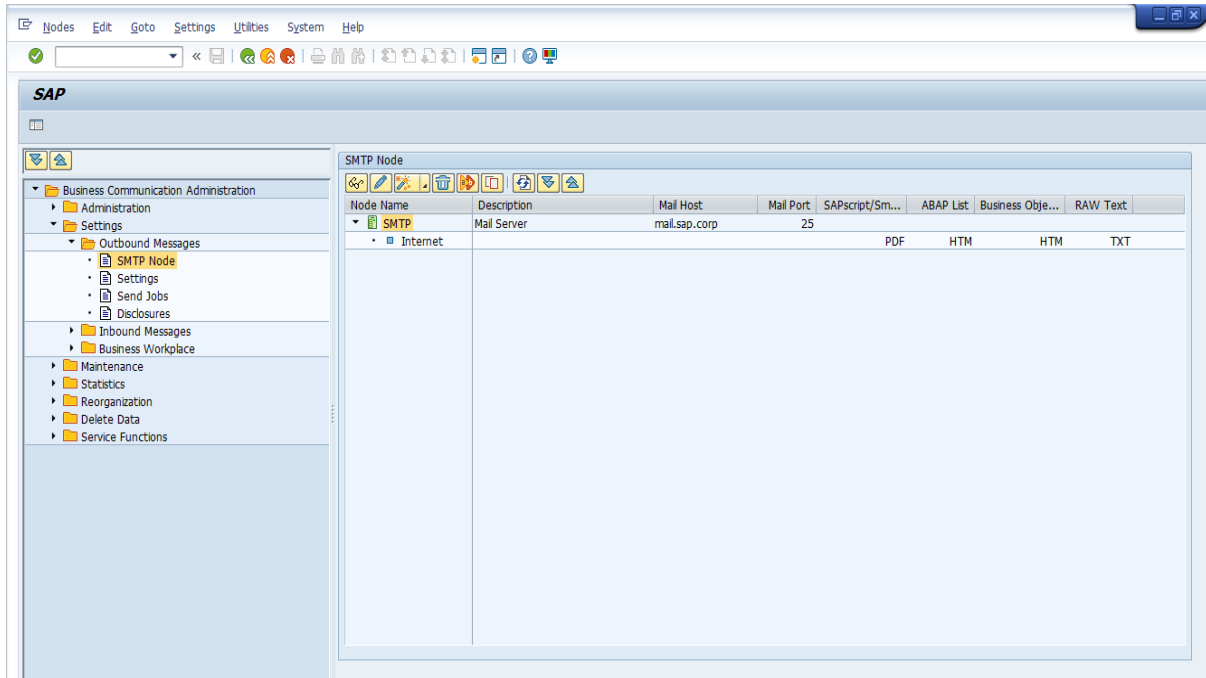 Nodes Edit Goto Settings Utilities System Help
SAP
SMTP Node
Business Communication Administration
Administration
Settings
Outbound Messages
SMTP Node
Settings
Send Jobs
Disclosures
Inbound Messages
Business Workplace
Maintenance
Statistics
Reorganization
Delete Data
Service Functions
Node Name Description Mail Host Mail Port SAPscript/Sm... ABAP List Business Obje... RAW Text
SMTP Mail Server mail.sap.corp 25
Internet PDF HTM HTM TXT